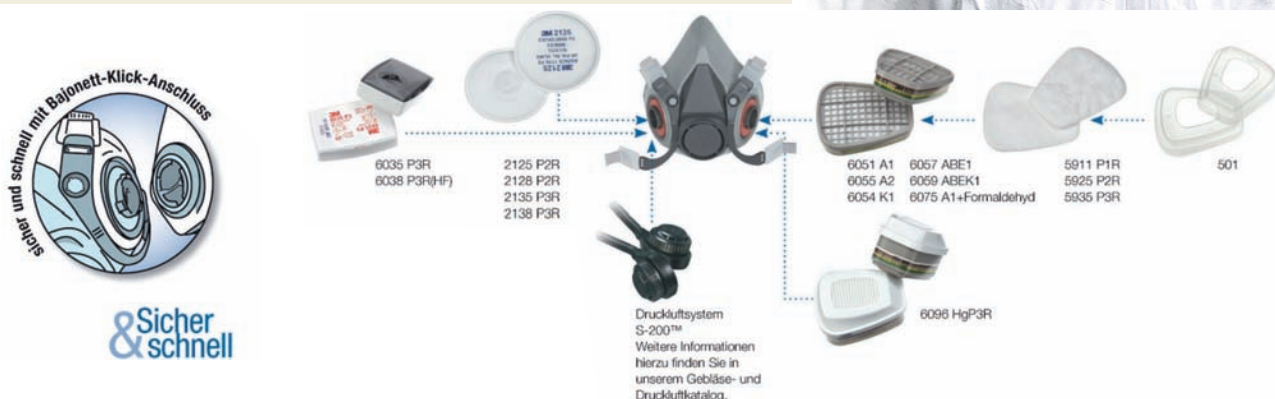 sicher und schnell mit Bajonett-Klick-Anschluss
Sicher
& schnell
6035 P3R
6038 P3R(HF)
3M 2125
2125 P2R
2128 P2R
2135 P3R
2138 P3R
6051 A1 6057 ABE1
6055 A2 6059 ABEK1
6054 K1 6075 A1+Formaldehyd
5911 P1R
5925 P2R
5935 P3R
501
Druckluftsystem
S-200™
Weitere Informationen
hierzu finden Sie in
unserem Gebläse- und
Druckluftkatalog.
6096 HgP3R